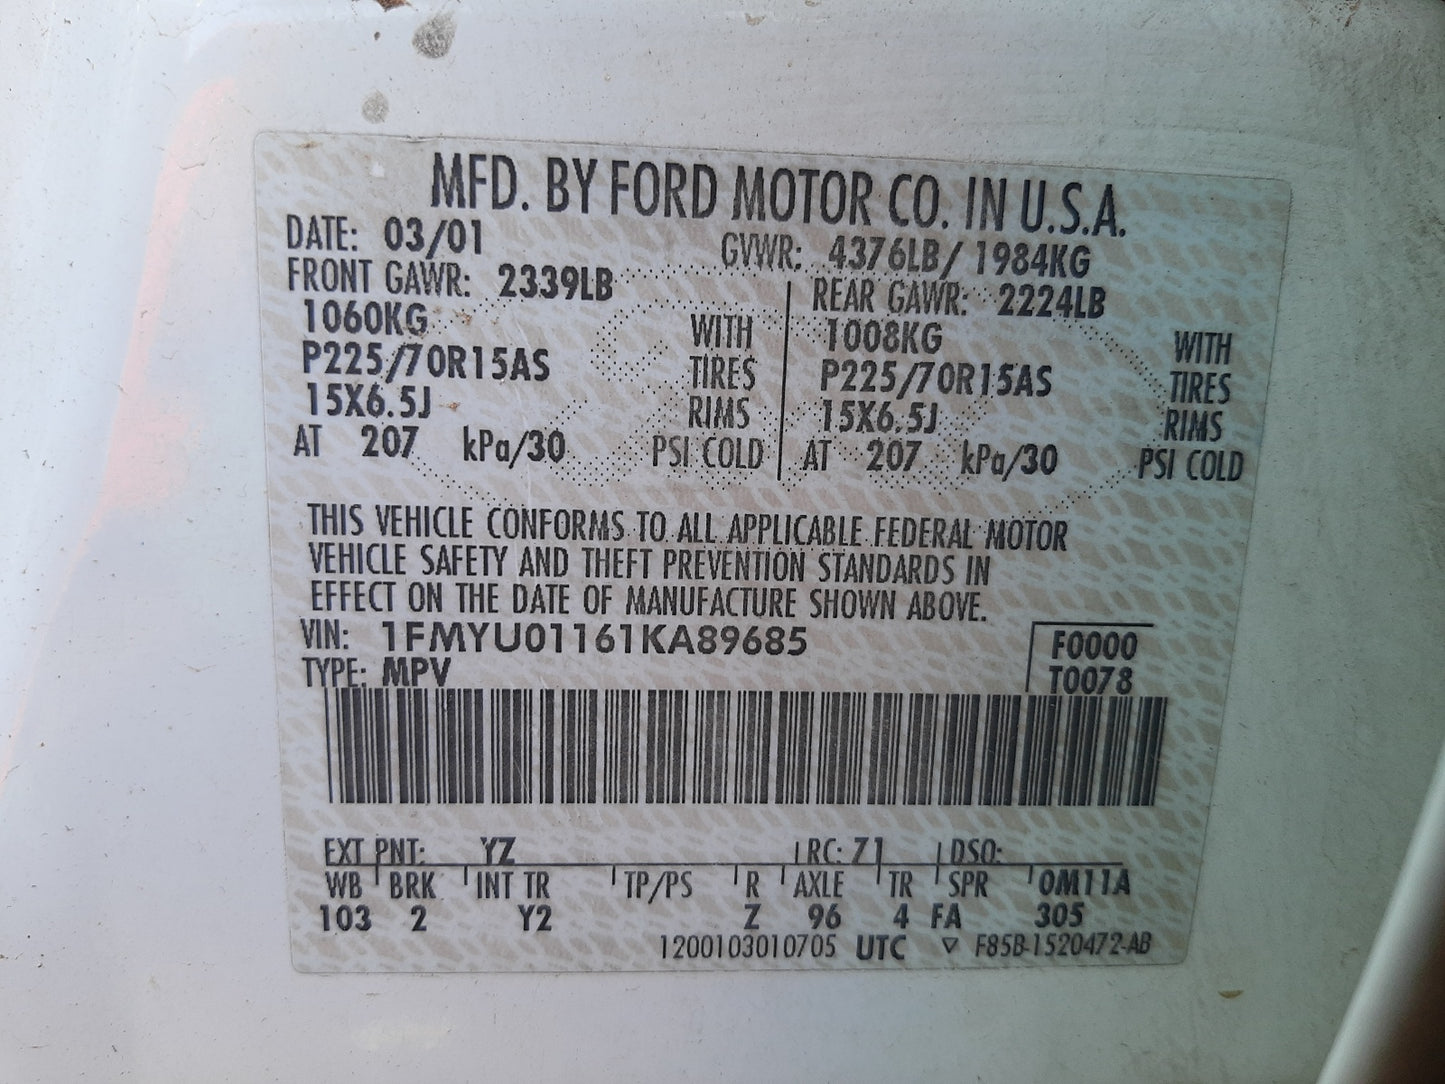 MFD. BY FORD MOTOR CO. IN U.S.A.
DATE: 03/01 GVWR: 4376LB/ 1984KG
FRONT GAWR: 2339LB REAR GAWR: 2224LB
1060KG WITH 1008KG WITH
P225/70R15AS TIRES P225/70R15AS TIRES
15X6.5J RIMS 15X6.5J RIMS
AT 207 kPa/30 PSI COLD AT 207 kPa/30 PSI COLD
THIS VEHICLE CONFORMS TO ALL APPLICABLE FEDERAL MOTOR
VEHICLE SAFETY AND THEFT PREVENTION STANDARDS IN
EFFECT ON THE DATE OF MANUFACTURE SHOWN ABOVE.
VIN: 1FMYU01161KA89685 F0000
TYPE: MPV T0078
EXT PNT: YZ RC: 71 DSO:
WB BRK INT TR TP/PS R AXLE TR SPR 0M11A
103 2 Y2 Z 96 4 FA 305
1200103010705 UTC ▽ F85B-1520472-AB